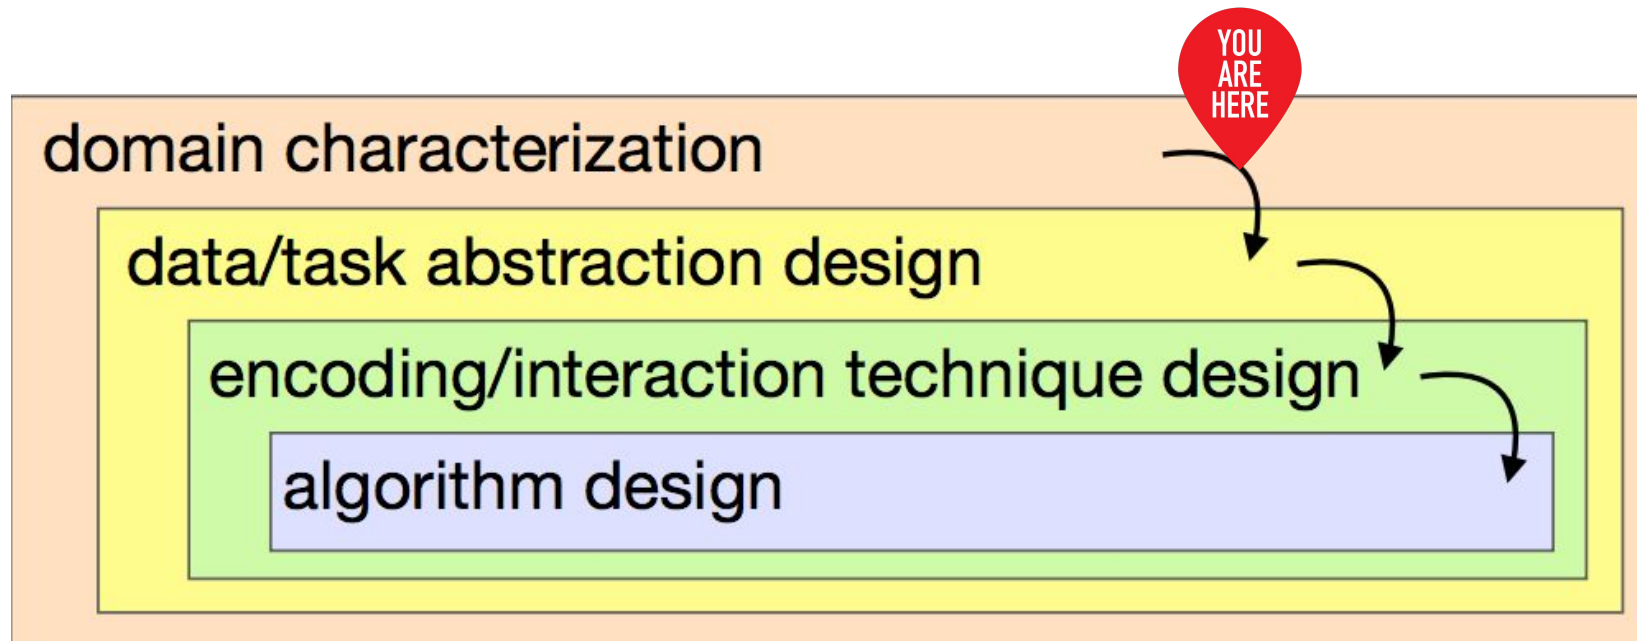 YOU
ARE
HERE
domain characterization
data/task abstraction design
encoding/interaction technique design
algorithm design